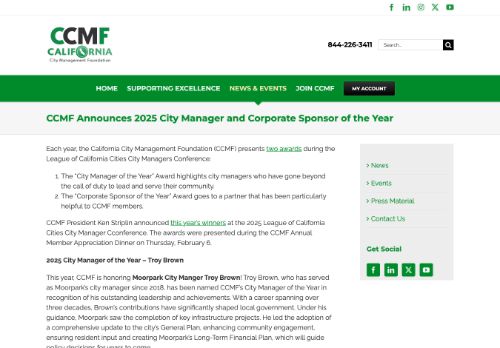 CCMF
CALIFORNIA
City Management Foundation
844-226-3411
Search...
HOME SUPPORTING EXCELLENCE NEWS & EVENTS JOIN CCMF MY ACCOUNT
CCMF Announces 2025 City Manager and Corporate Sponsor of the Year
Each year, the California City Management Foundation (CCMF) presents two awards during the
League of California Cities City Managers Conference:
1. The "City Manager of the Year" Award highlights city managers who have gone beyond
the call of duty to lead and serve their community.
2. The "Corporate Sponsor of the Year" Award goes to a partner that has been particularly
helpful to CCMF members.
CCMF President Ken Striplin announced this year's winners at the 2025 League of California
Cities City Manager Conference. The awards were presented during the CCMF Annual
Member Appreciation Dinner on Thursday, February 6.
2025 City Manager of the Year – Troy Brown
This year, CCMF is honoring Moorpark City Manger Troy Brown! Troy Brown, who has served
as Moorpark's city manager since 2018, has been named CCMF's City Manager of the Year in
recognition of his outstanding leadership and achievements. With a career spanning over
three decades, Brown's contributions have significantly shaped local government. Under his
guidance, Moorpark saw the completion of key infrastructure projects. He led the adoption of
a comprehensive update to the city's General Plan, enhancing community engagement,
ensuring resident input and creating Moorpark's Long-Term Financial Plan, which will guide
policy decisions for years to come.
> News
> Events
> Press Material
> Contact Us
Get Social